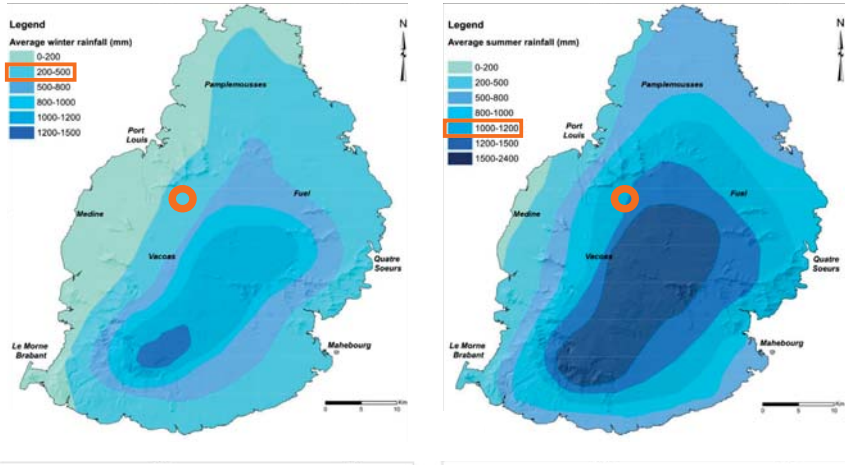 Legend
Average winter rainfall (mm)
0-200
200-500
500-800
800-1000
1000-1200
1200-1500
N
Pamplemousses
Port
Louis
Fuel
Medine
Vacoas
Quatre
Soeurs
Le Morne
Brabant
Mahebourg
Km
0 5 10
Legend
Average summer rainfall (mm)
0-200
200-500
500-800
800-1000
1000-1200
1200-1500
1500-2400
N
Pamplemousses
Port
Louis
Fuel
Medine
Vacoas
Quatre
Soeurs
Le Morne
Brabant
Mahebourg
Km
0 5 10